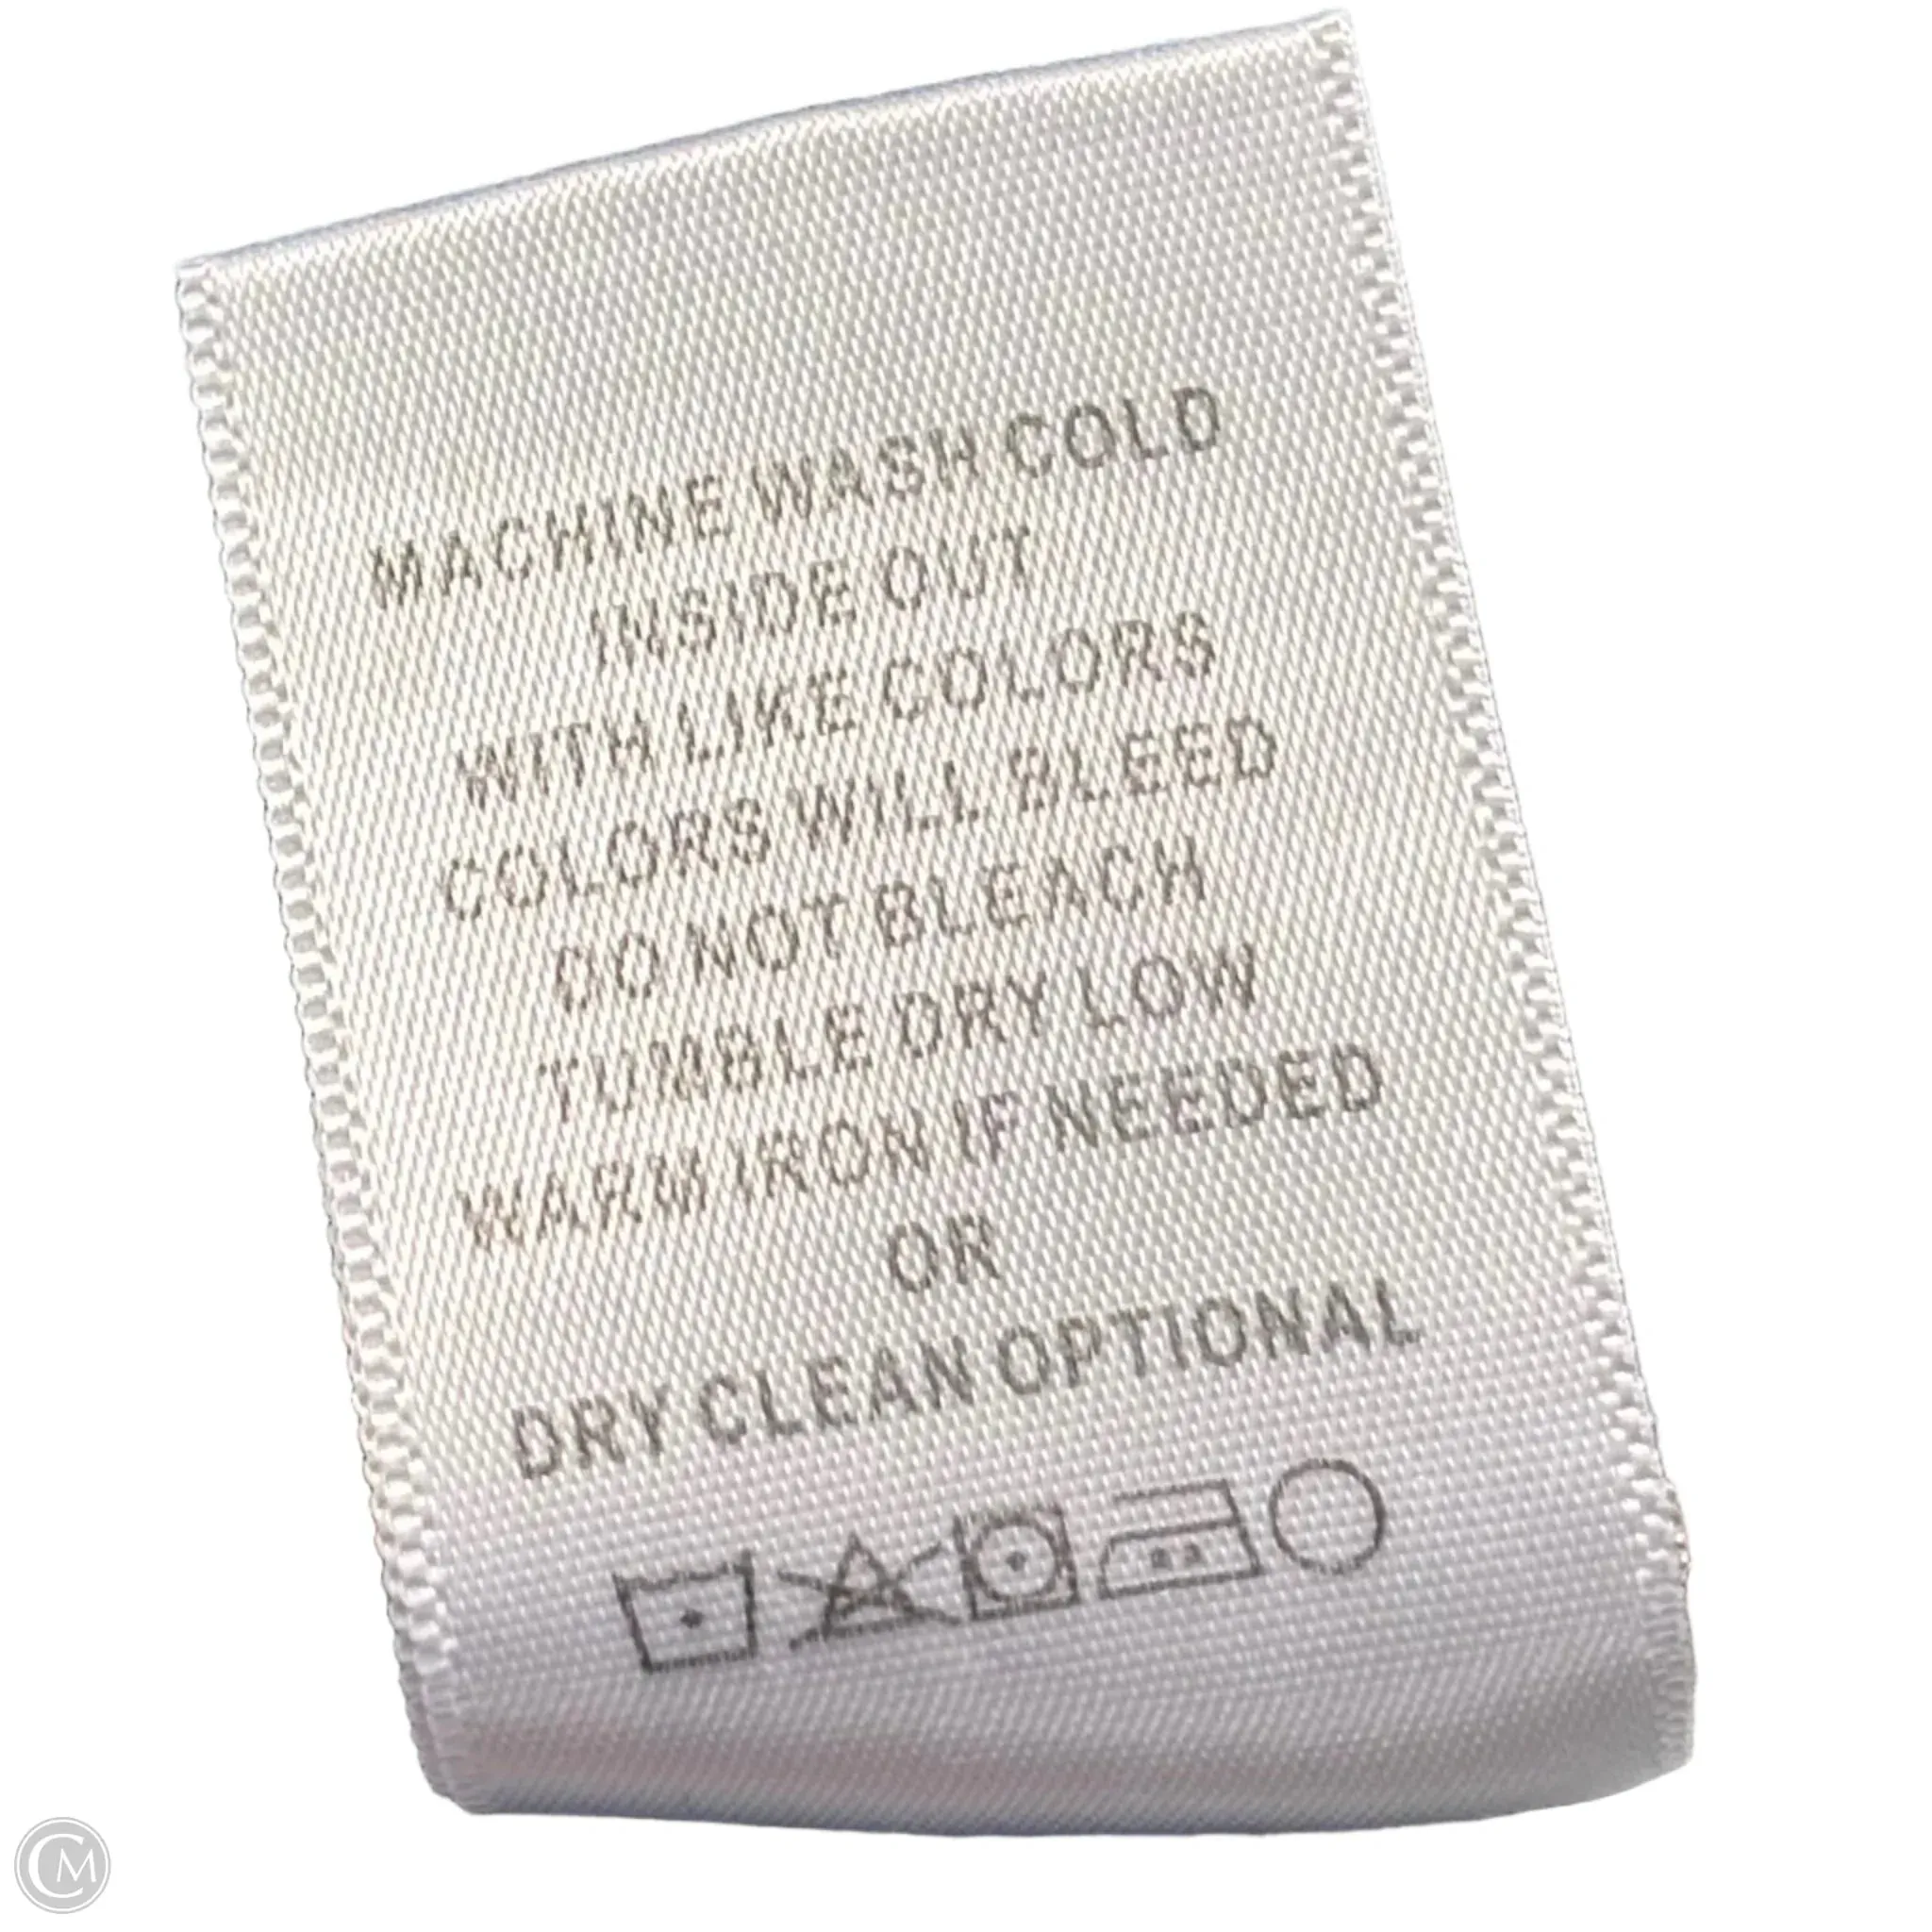 MACHINE WASH COLD
INSIDE OUT
WITH LIKE COLORS
COLORS WILL BLEED
DO NOT BLEACH
TUMBLE DRY LOW
WARM IRON IF NEEDED
OR
DRY CLEAN OPTIONAL
CM